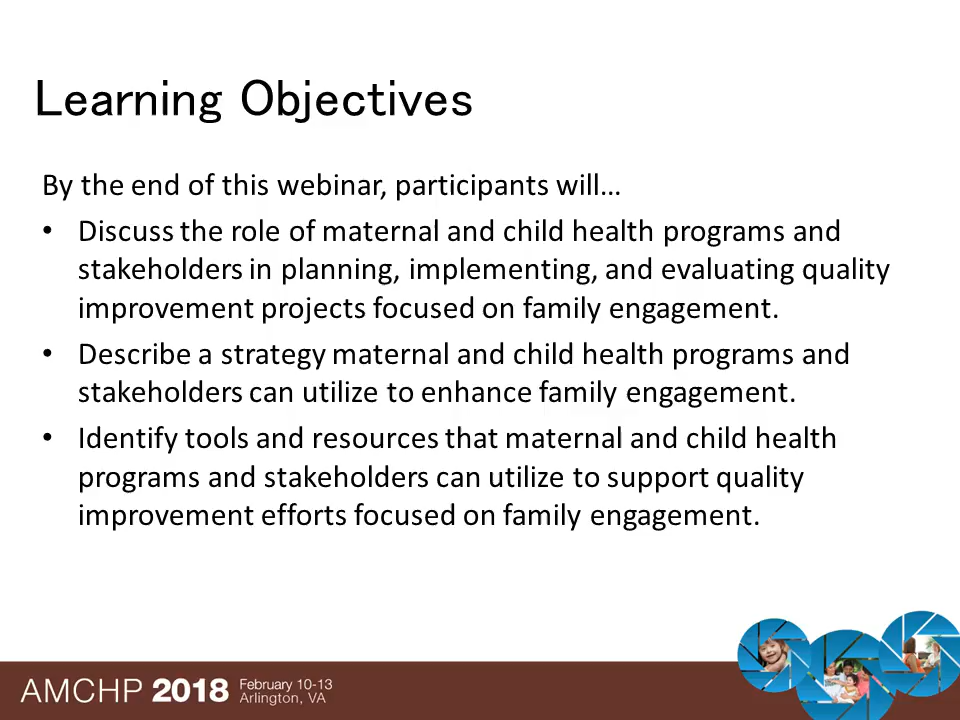 Learning Objectives
By the end of this webinar, participants will…
• Discuss the role of maternal and child health programs and
stakeholders in planning, implementing, and evaluating quality
improvement projects focused on family engagement.
• Describe a strategy maternal and child health programs and
stakeholders can utilize to enhance family engagement.
• Identify tools and resources that maternal and child health
programs and stakeholders can utilize to support quality
improvement efforts focused on family engagement.
AMCHP 2018
February 10-13
Arlington, VA